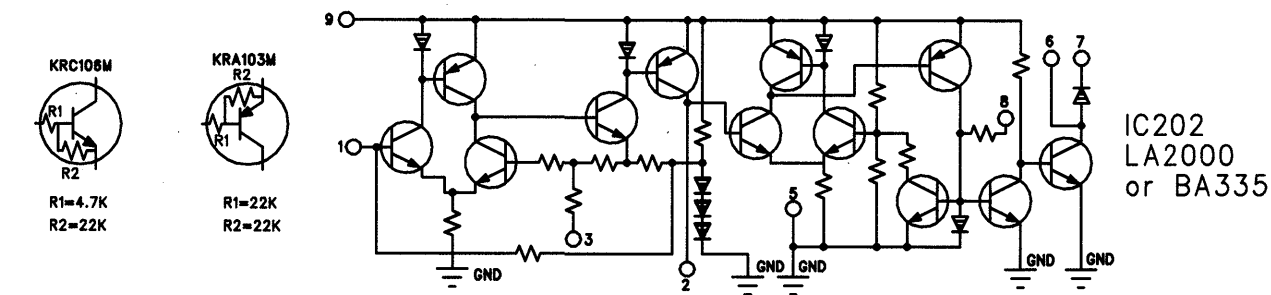 KRC106M
R1
R2
R1=4.7K
R2=22K
KRA103M
R2
R1
R1=22K
R2=22K
9
1
3
GND
2
GND
5
GND
8
6
7
GND
GND
IC202
LA2000
or BA335